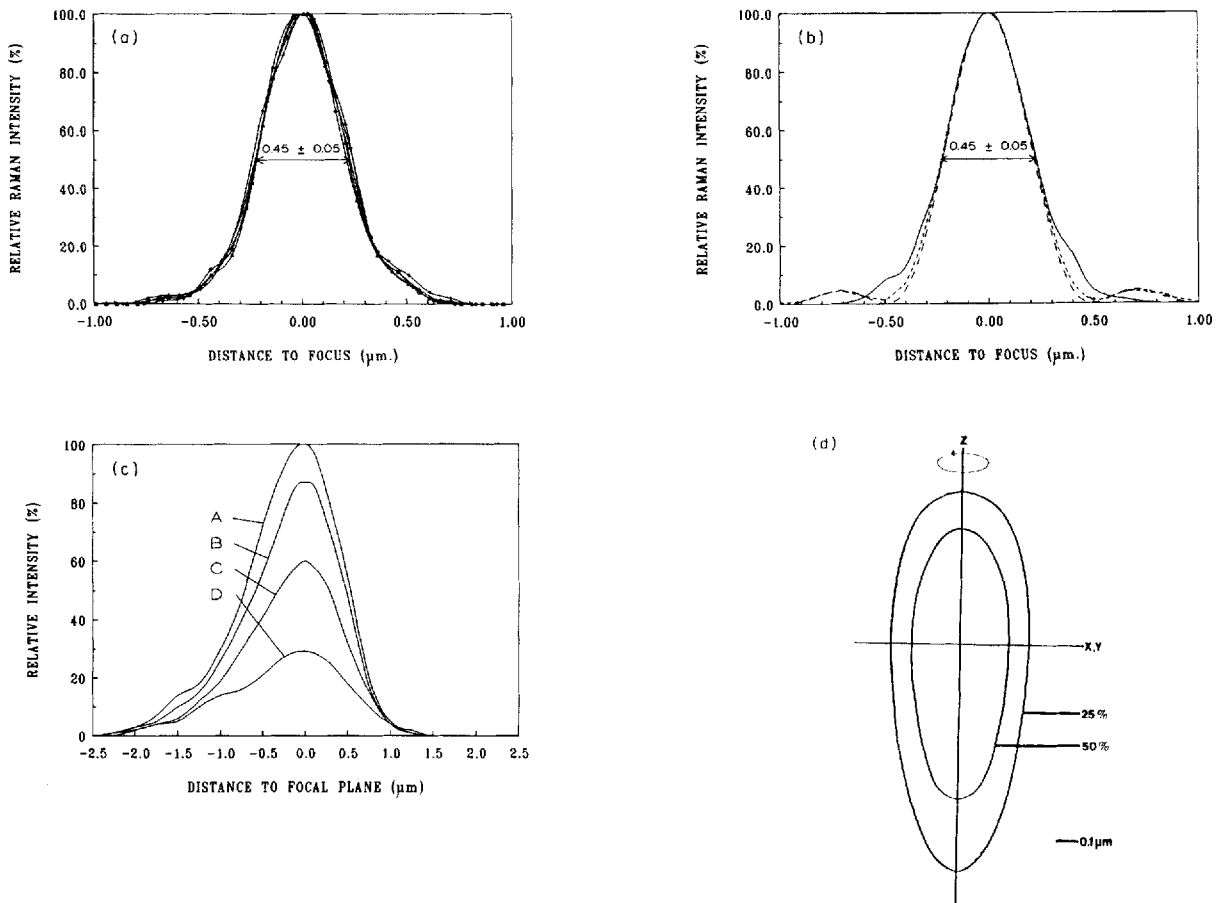 (a)
RELATIVE RAMAN INTENSITY (%)
100.0
80.0
60.0
40.0
20.0
0.0
0.45 ± 0.05
-1.00 -0.50 0.00 0.50 1.00
DISTANCE TO FOCUS (µm.)
(b)
RELATIVE RAMAN INTENSITY (%)
100.0
80.0
60.0
40.0
20.0
0.0
0.45 ± 0.05
-1.00 -0.50 0.00 0.50 1.00
DISTANCE TO FOCUS (µm.)
(c)
RELATIVE INTENSITY (%)
100
80
60
40
20
0
A
B
C
D
-2.5 -2.0 -1.5 -1.0 -0.5 0.0 0.5 1.0 1.5 2.0 2.5
DISTANCE TO FOCAL PLANE (µm)
(d)
Z
X,Y
25%
50%
0.1µm